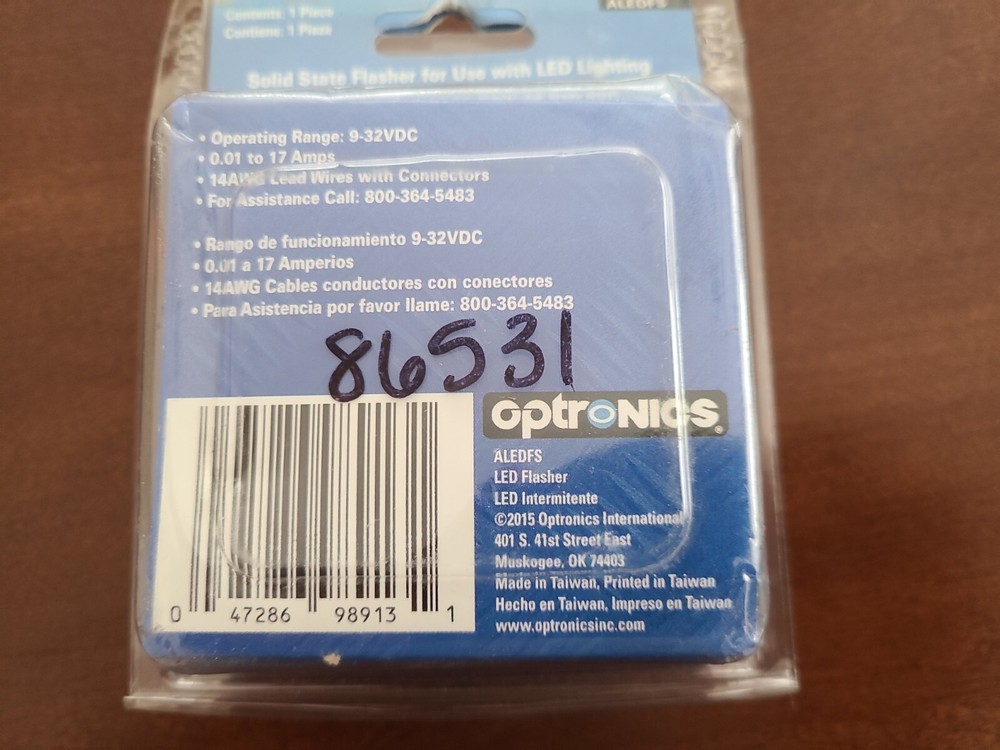 Contents: 1 Piece
Contiene: 1 Pieza
ALEDFS
Solid State Flasher for Use with LED Lighting
• Operating Range: 9-32VDC
• 0.01 to 17 Amps
• 14AWG Lead Wires with Connectors
• For Assistance Call: 800-364-5483
• Rango de funcionamiento 9-32VDC
• 0.01 a 17 Amperios
• 14AWG Cables conductores con conectores
• Para Asistencia por favor llame: 800-364-5483
86531
optronics®
ALEDFS
LED Flasher
LED Intermitente
©2015 Optronics International
401 S. 41st Street East
Muskogee, OK 74403
Made in Taiwan, Printed in Taiwan
Hecho en Taiwan, Impreso en Taiwan
www.optronicsinc.com
0 47286 98913 1